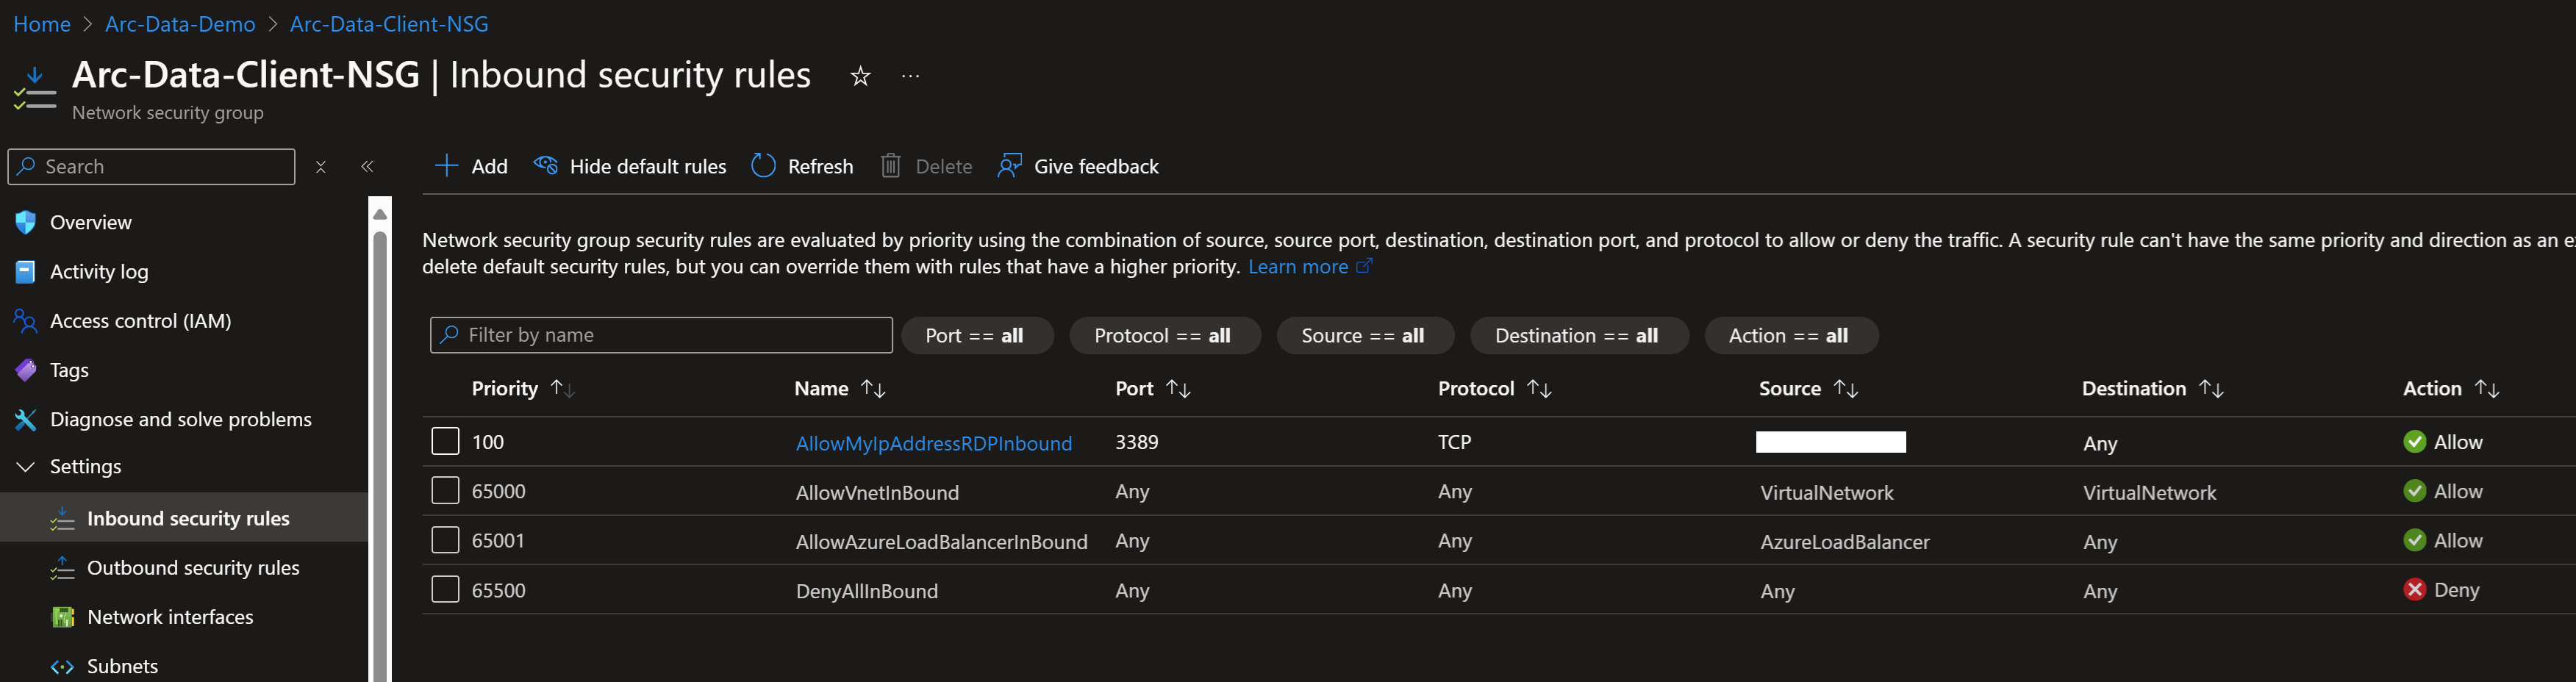 Home > Arc-Data-Demo > Arc-Data-Client-NSG
Arc-Data-Client-NSG | Inbound security rules ☆ ···
Network security group
Search
Add Hide default rules Refresh Delete Give feedback
Overview
Activity log
Access control (IAM)
Tags
Diagnose and solve problems
Settings
Inbound security rules
Outbound security rules
Network interfaces
Subnets
Network security group security rules are evaluated by priority using the combination of source, source port, destination, destination port, and protocol to allow or deny the traffic. A security rule can't have the same priority and direction as an
delete default security rules, but you can override them with rules that have a higher priority. Learn more
Filter by name Port == all Protocol == all Source == all Destination == all Action == all
Priority Name Port Protocol Source Destination Action
100 AllowMyIpAddressRDPInbound 3389 TCP Any Allow
65000 AllowVnetInBound Any Any VirtualNetwork VirtualNetwork Allow
65001 AllowAzureLoadBalancerInBound Any Any AzureLoadBalancer Any Allow
65500 DenyAllInBound Any Any Any Any Deny